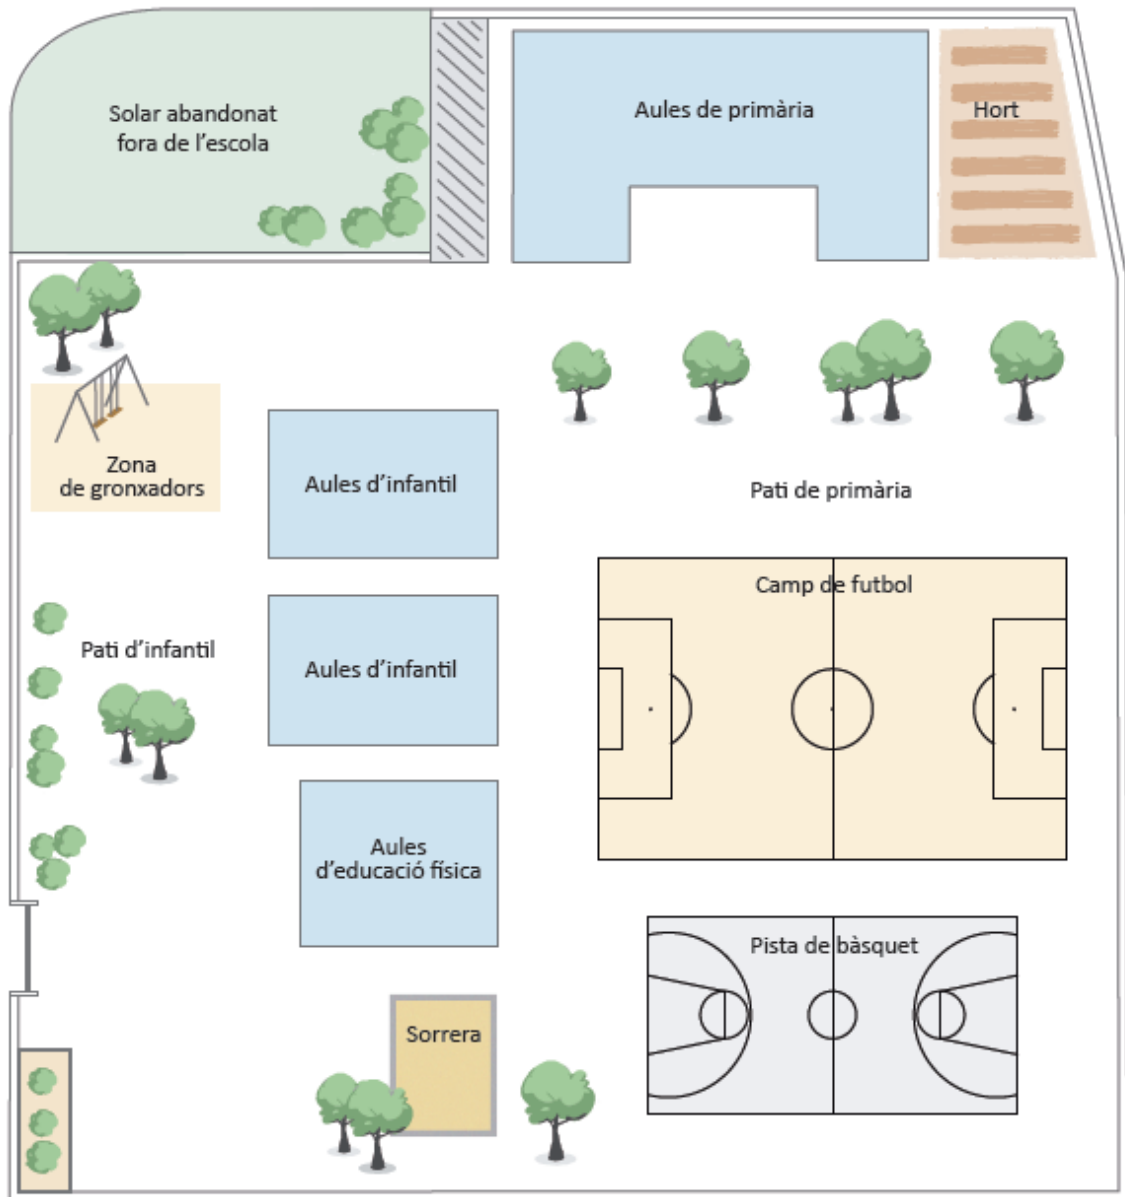 Solar abandonat
fora de l'escola
Aules de primària
Hort
Zona
de gronxadors
Aules d'infantil
Pati de primària
Camp de futbol
Pati d'infantil
Aules d'infantil
Aules
d'educació física
Pista de bàsquet
Sorrera